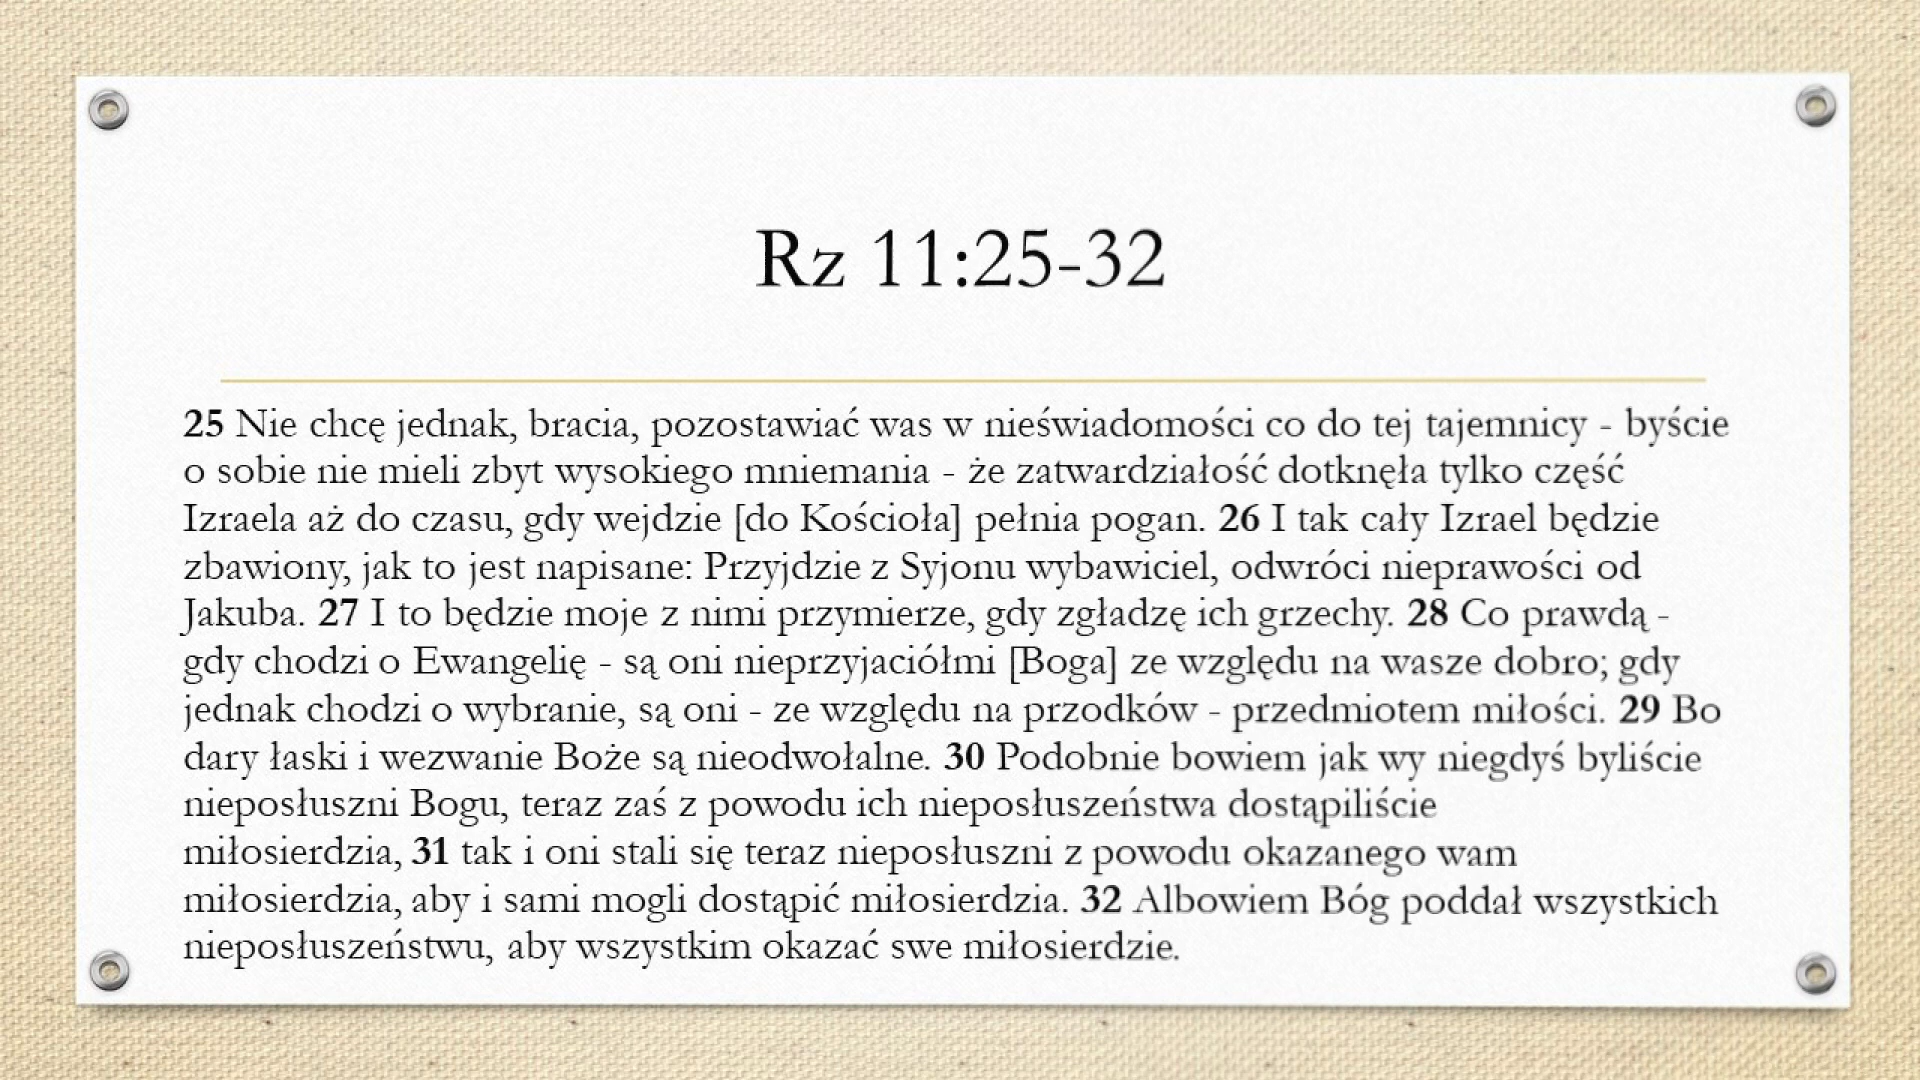 Rz 11:25-32
25 Nie chcę jednak, bracia, pozostawiać was w nieświadomości co do tej tajemnicy - byście
o sobie nie mieli zbyt wysokiego mniemania - że zatwardziałość dotknęła tylko część
Izraela aż do czasu, gdy wejdzie [do Kościoła] pełnia pogan. 26 I tak cały Izrael będzie
zbawiony, jak to jest napisane: Przyjdzie z Syjonu wybawiciel, odwróci nieprawości od
Jakuba. 27 I to będzie moje z nimi przymierze, gdy zgładzę ich grzechy. 28 Co prawdą -
gdy chodzi o Ewangelię - są oni nieprzyjaciółmi [Boga] ze względu na wasze dobro; gdy
jednak chodzi o wybranie, są oni - ze względu na przodków - przedmiotem miłości. 29 Bo
dary łaski i wezwanie Boże są nieodwołalne. 30 Podobnie bowiem jak wy niegdyś byliście
nieposłuszni Bogu, teraz zaś z powodu ich nieposłuszeństwa dostąpiliście
miłosierdzia, 31 tak i oni stali się teraz nieposłuszni z powodu okazanego wam
miłosierdzia, aby i sami mogli dostąpić miłosierdzia. 32 Albowiem Bóg poddał wszystkich
nieposłuszeństwu, aby wszystkim okazać swe miłosierdzie.